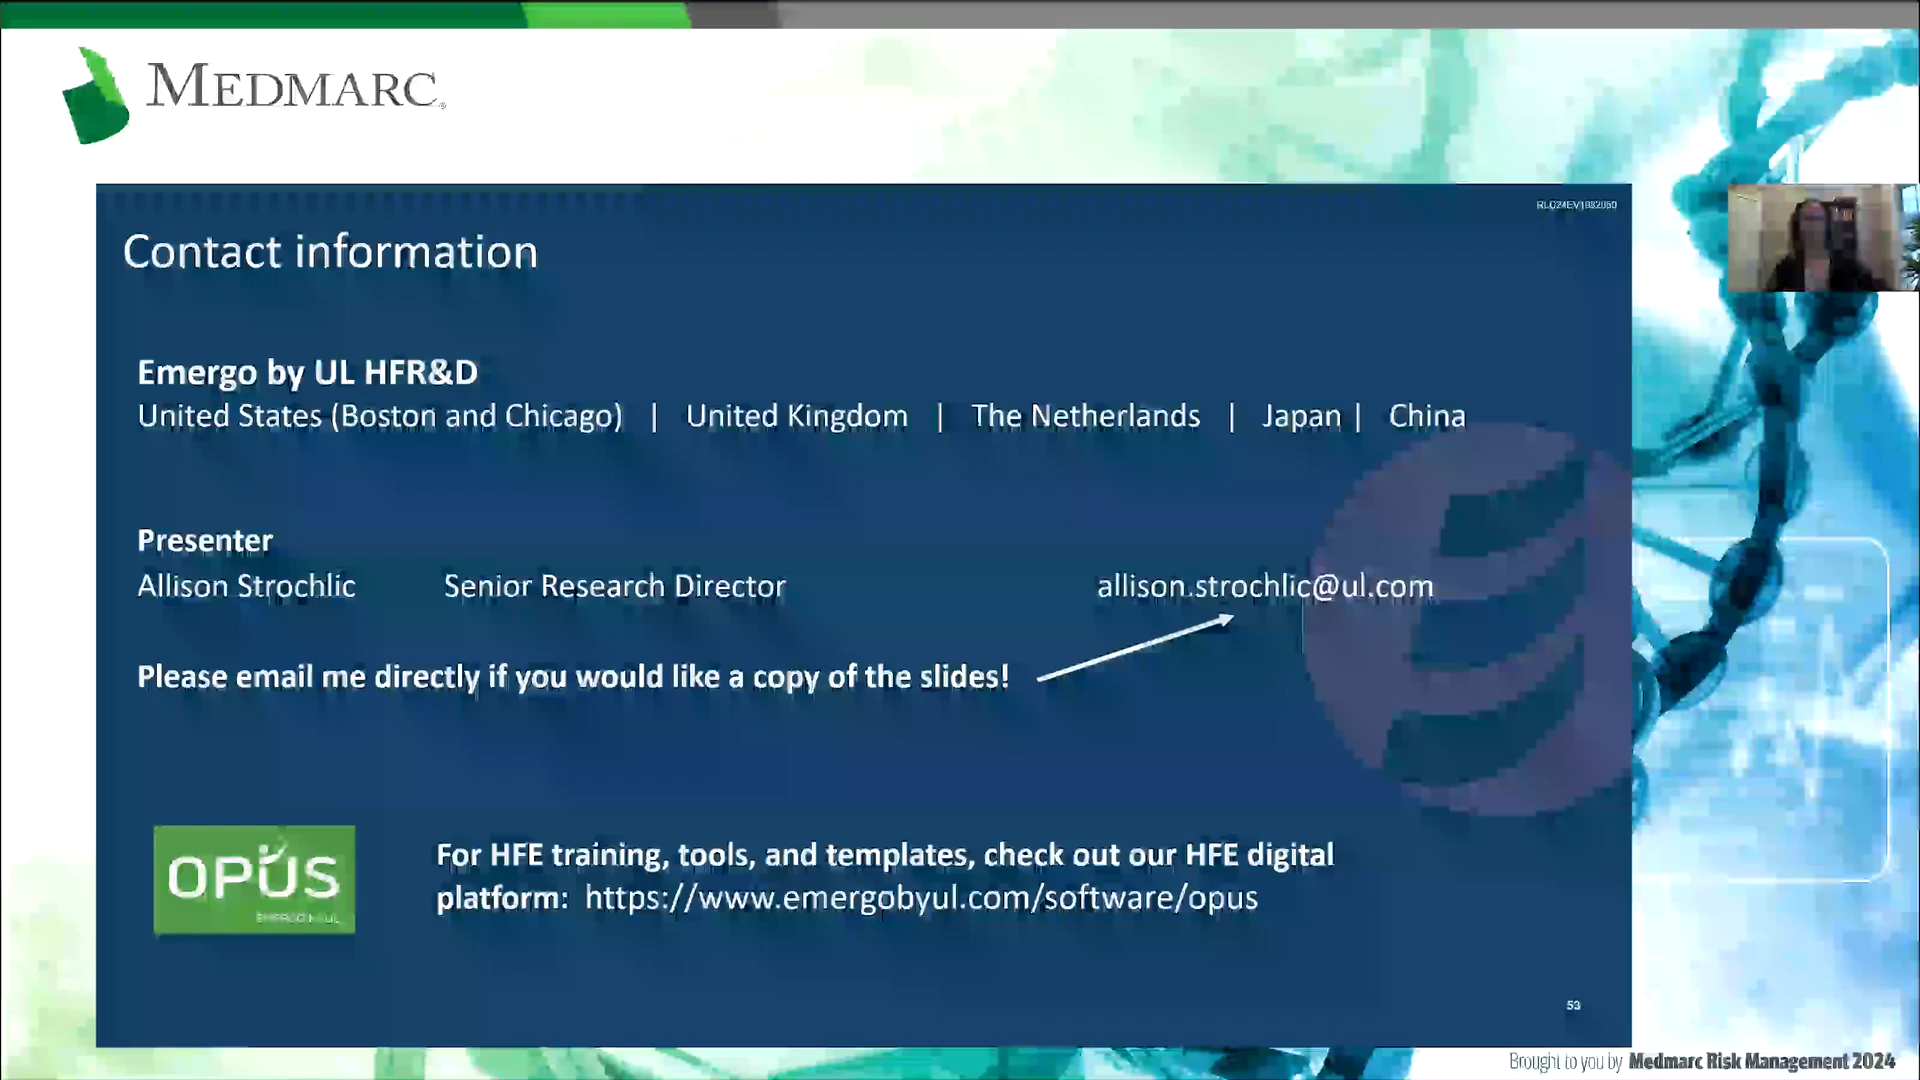 MEDMARC®
Contact information
Emergo by UL HFR&D
United States (Boston and Chicago) | United Kingdom | The Netherlands | Japan | China
Presenter
Allison Strochlic Senior Research Director allison.strochlic@ul.com
Please email me directly if you would like a copy of the slides!
OPUS
For HFE training, tools, and templates, check out our HFE digital
platform: https://www.emergobyul.com/software/opus
53
Brought to you by Medmarc Risk Management 2024